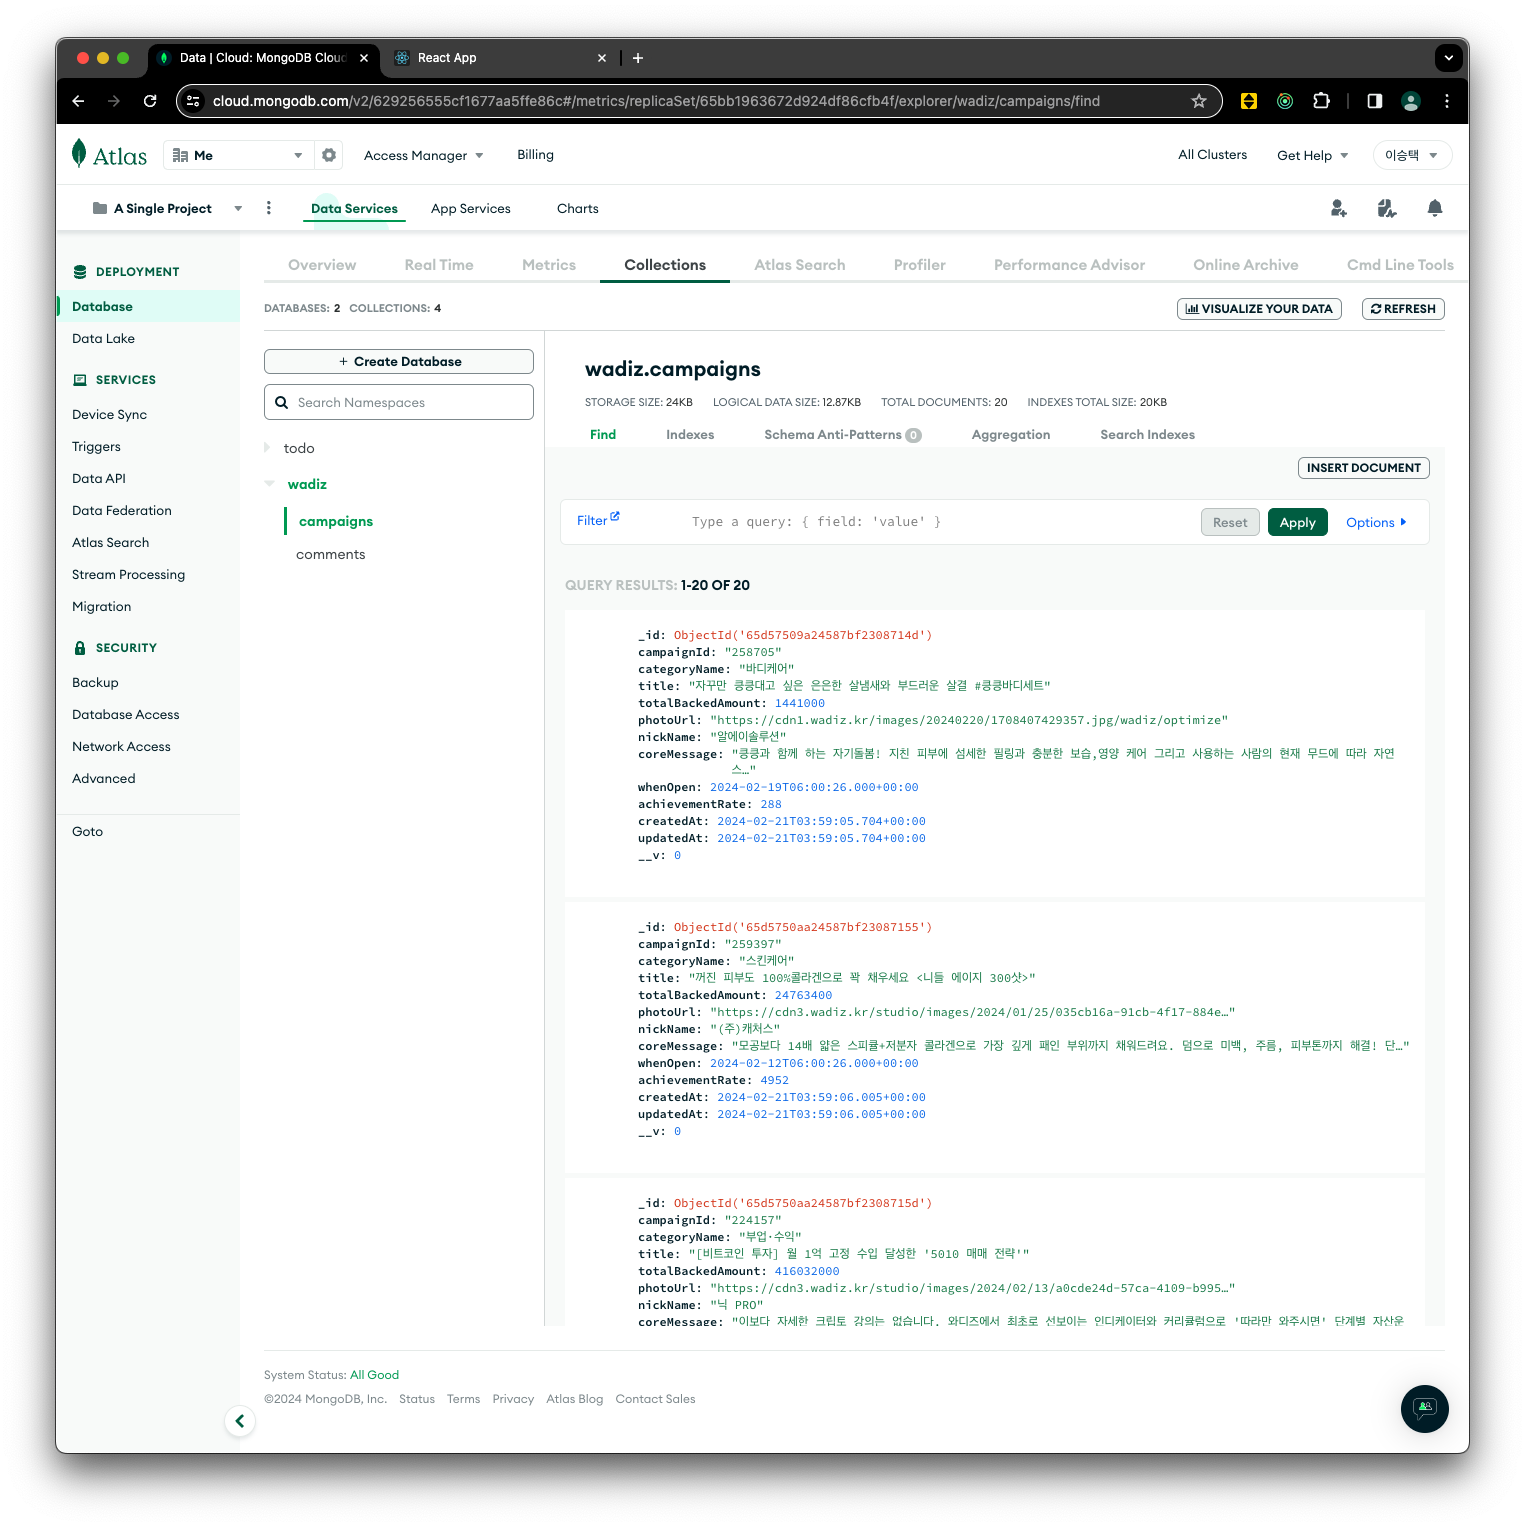 Data | Cloud: MongoDB Cloud
React App
cloud.mongodb.com/v2/629256555cf1677aa5ffe86c#/metrics/replicaSet/65bb1963672d924df86cfb4f/explorer/wadiz/campaigns/find
Atlas
Me
Access Manager
Billing
All Clusters
Get Help
이승택
A Single Project
Data Services
App Services
Charts
DEPLOYMENT
Database
Data Lake
SERVICES
Device Sync
Triggers
Data API
Data Federation
Atlas Search
Stream Processing
Migration
SECURITY
Backup
Database Access
Network Access
Advanced
Goto
Overview
Real Time
Metrics
Collections
Atlas Search
Profiler
Performance Advisor
Online Archive
Cmd Line Tools
DATABASES: 2 COLLECTIONS: 4
VISUALIZE YOUR DATA
REFRESH
+ Create Database
Search Namespaces
todo
wadiz
campaigns
comments
wadiz.campaigns
STORAGE SIZE: 24KB LOGICAL DATA SIZE: 12.87KB TOTAL DOCUMENTS: 20 INDEXES TOTAL SIZE: 20KB
Find
Indexes
Schema Anti-Patterns 0
Aggregation
Search Indexes
INSERT DOCUMENT
Filter
Type a query: { field: 'value' }
Reset
Apply
Options
QUERY RESULTS: 1-20 OF 20
_id: ObjectId('65d57509a24587bf2308714d')
campaignId: "258705"
categoryName: "바디케어"
title: "자꾸만 킁킁대고 싶은 은은한 살냄새와 부드러운 살결 #킁킁바디세트"
totalBackedAmount: 1441000
photoUrl: "https://cdn1.wadiz.kr/images/20240220/1708407429357.jpg/wadiz/optimize"
nickName: "알에이솔루션"
coreMessage: "킁킁과 함께 하는 자기돌봄! 지친 피부에 섬세한 필링과 충분한 보습,영양 케어 그리고 사용하는 사람의 현재 무드에 따라 자연
스…"
whenOpen: 2024-02-19T06:00:26.000+00:00
achievementRate: 288
createdAt: 2024-02-21T03:59:05.704+00:00
updatedAt: 2024-02-21T03:59:05.704+00:00
__v: 0
_id: ObjectId('65d5750aa24587bf23087155')
campaignId: "259397"
categoryName: "스킨케어"
title: "꺼진 피부도 100%콜라겐으로 꽉 채우세요 <니들 에이지 300샷>"
totalBackedAmount: 24763400
photoUrl: "https://cdn3.wadiz.kr/studio/images/2024/01/25/035cb16a-91cb-4f17-884e…"
nickName: "(주)캐처스"
coreMessage: "모공보다 14배 얇은 스피큘+저분자 콜라겐으로 가장 깊게 패인 부위까지 채워드려요. 덤으로 미백, 주름, 피부톤까지 해결! 단…"
whenOpen: 2024-02-12T06:00:26.000+00:00
achievementRate: 4952
createdAt: 2024-02-21T03:59:06.005+00:00
updatedAt: 2024-02-21T03:59:06.005+00:00
__v: 0
_id: ObjectId('65d5750aa24587bf2308715d')
campaignId: "224157"
categoryName: "부업·수익"
title: "[비트코인 투자] 월 1억 고정 수입 달성한 '5010 매매 전략'"
totalBackedAmount: 416032000
photoUrl: "https://cdn3.wadiz.kr/studio/images/2024/02/13/a0cde24d-57ca-4109-b995…"
nickName: "닉 PRO"
coreMessage: "이보다 자세한 크립토 강의는 없습니다. 와디즈에서 최초로 선보이는 인디케이터와 커리큘럼으로 '따라만 와주시면' 단계별 자산운
System Status: All Good
©2024 MongoDB, Inc. Status Terms Privacy Atlas Blog Contact Sales